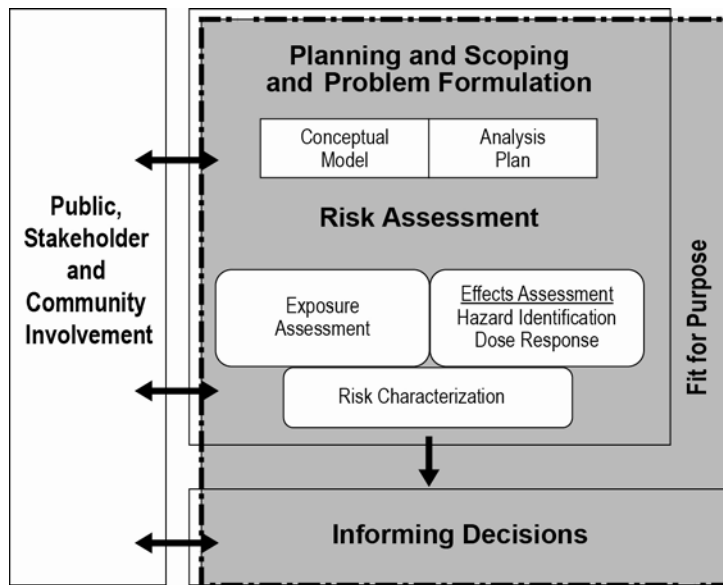 Planning and Scoping
and Problem Formulation
Conceptual
Model
Analysis
Plan
Public,
Stakeholder
and
Community
Involvement
Risk Assessment
Exposure
Assessment
Effects Assessment
Hazard Identification
Dose Response
Risk Characterization
Fit for Purpose
Informing Decisions